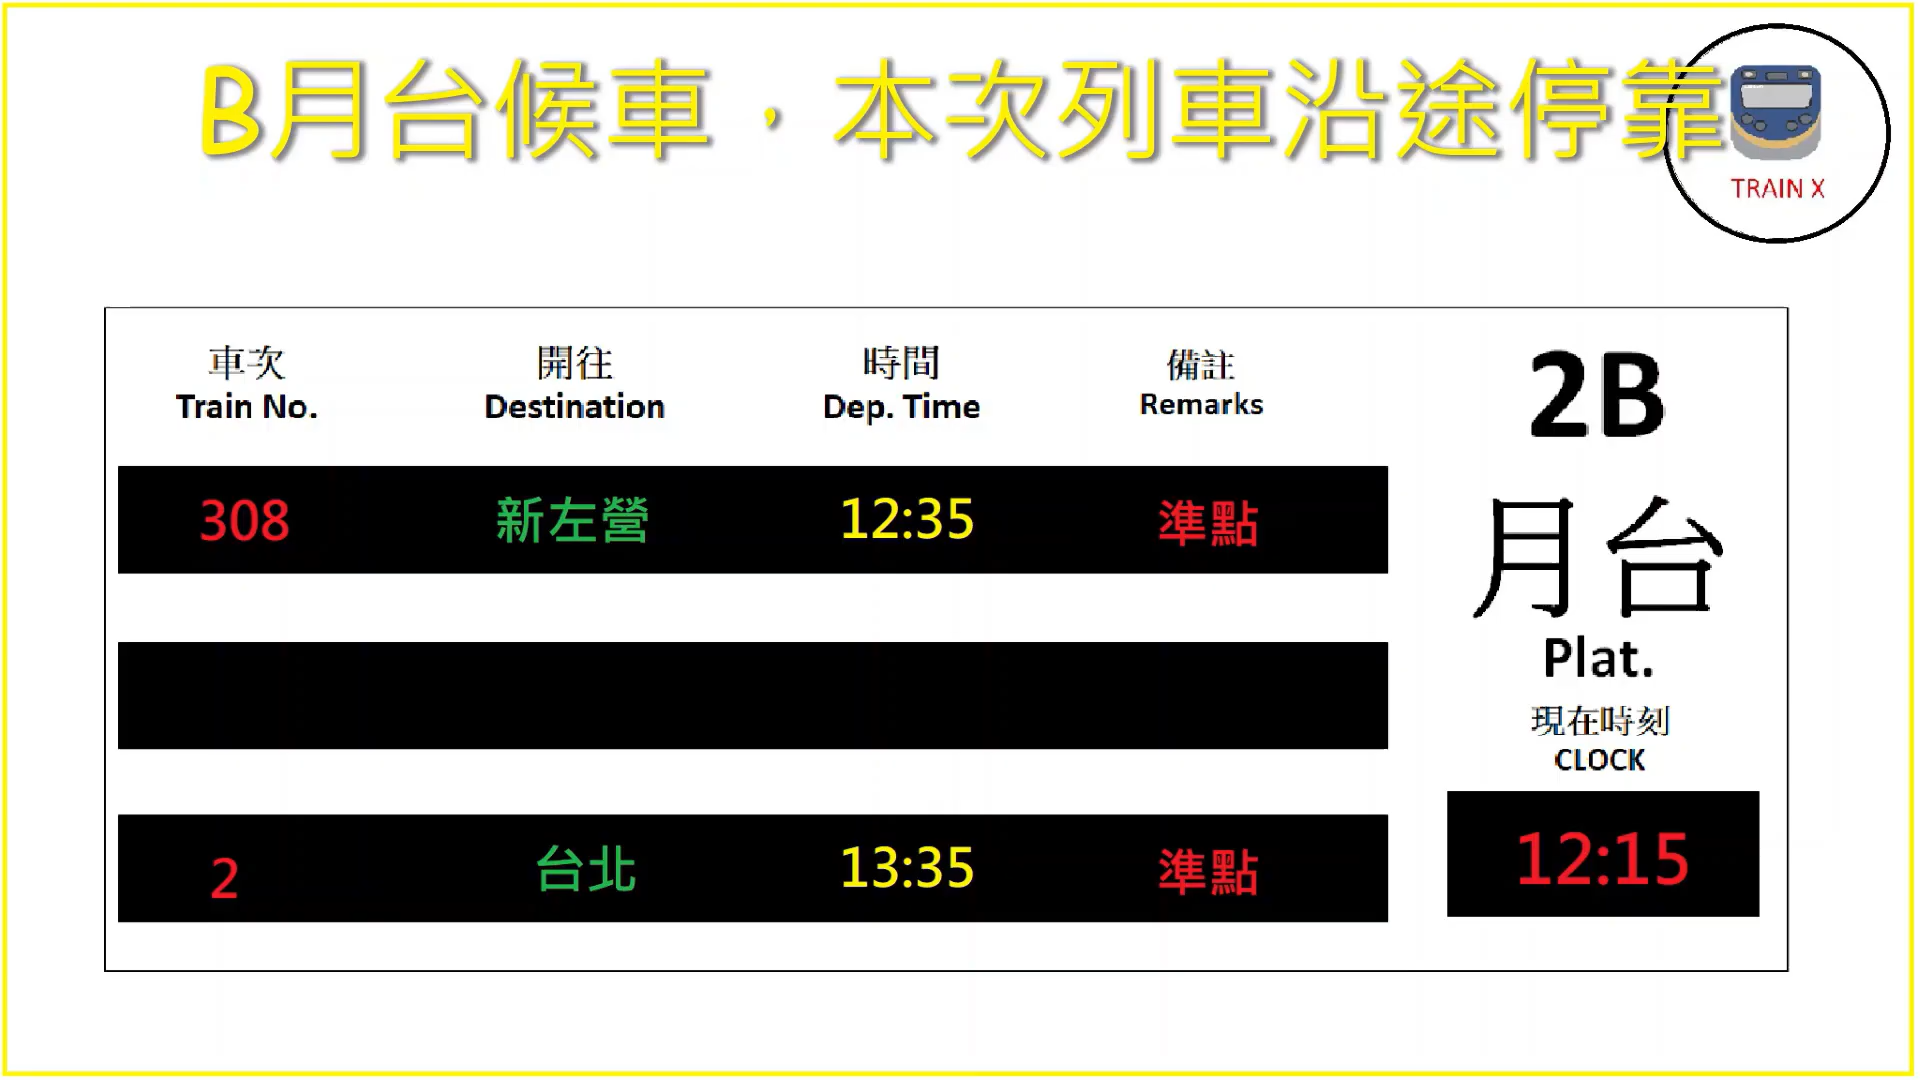 B月台候車，本次列車沿途停靠
TRAIN X
車次 開往 時間 備註
Train No. Destination Dep. Time Remarks
308 新左營 12:35 準點
2 台北 13:35 準點
2B
月台
Plat.
現在時刻
CLOCK
12:15